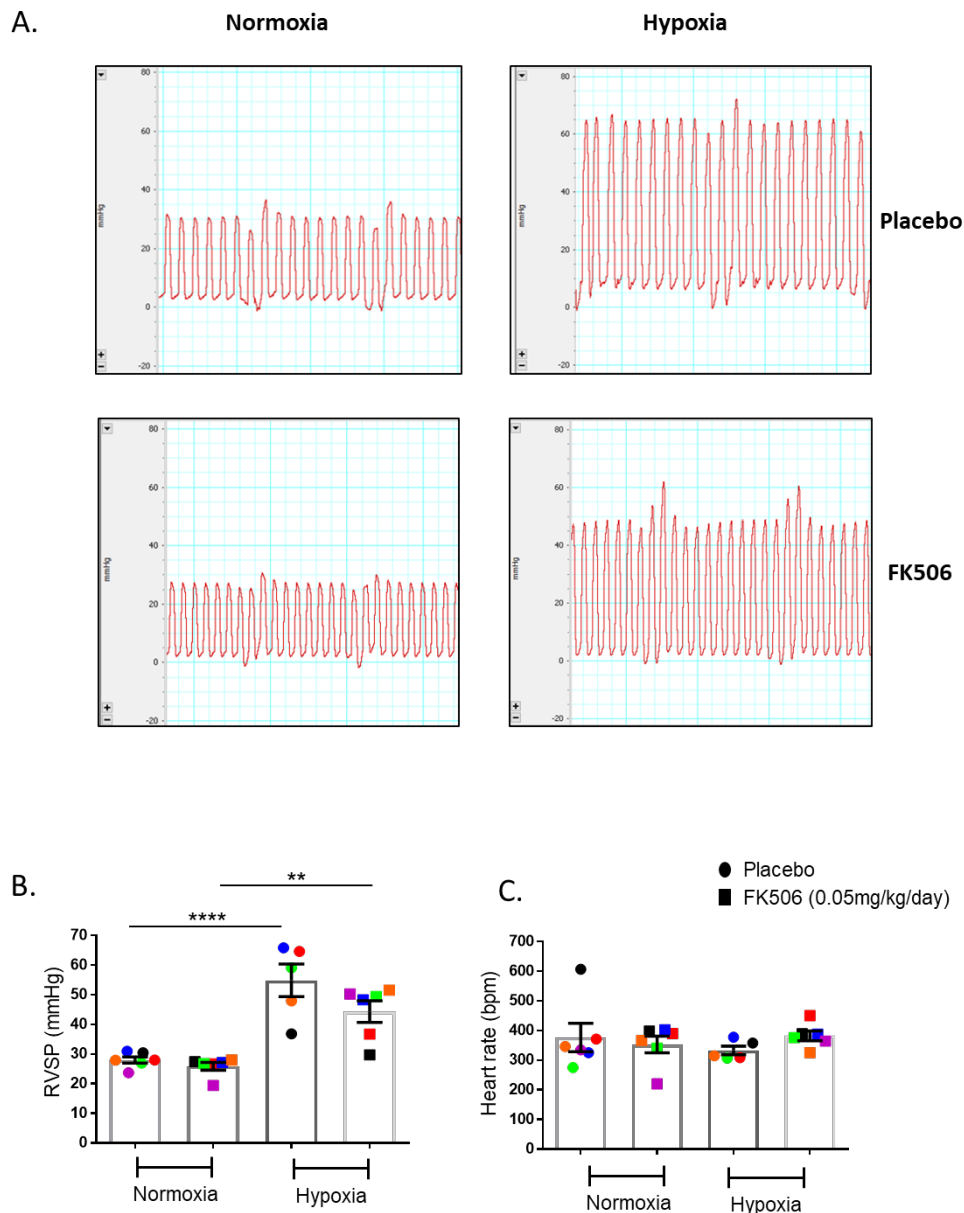 A.
Normoxia
Hypoxia
80
60
40
20
0
-20
mmHg
+
−
80
60
40
20
0
-20
mmHg
+
−
Placebo
80
60
40
20
0
-20
mmHg
+
−
80
60
40
20
0
-20
mmHg
+
−
FK506
B.
**
****
RVSP (mmHg)
70
60
50
40
30
20
10
0
Normoxia
Hypoxia
Placebo
FK506 (0.05mg/kg/day)
C.
Heart rate (bpm)
700
600
500
400
300
200
100
0
Normoxia
Hypoxia